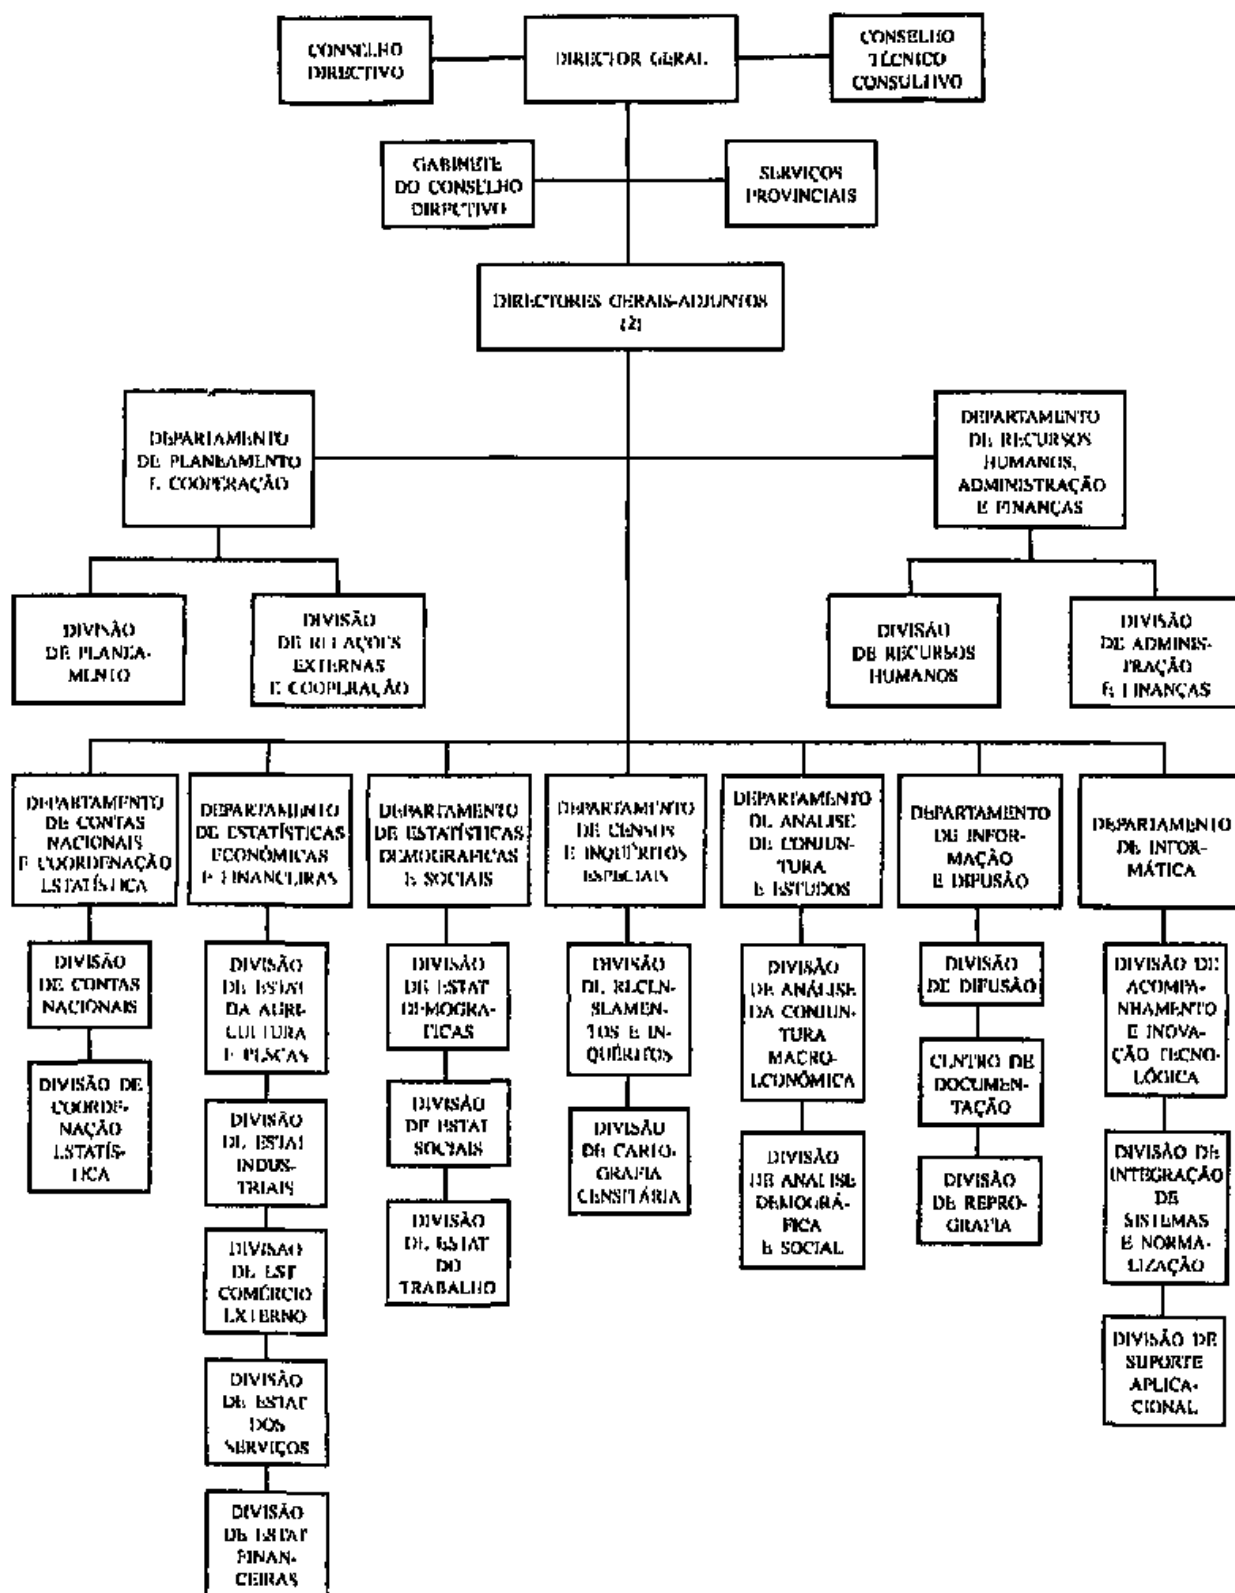 CONSELHO
DIRECTIVO
DIRECTOR GERAL
CONSELHO
TÉCNICO
CONSULTIVO
GABINETE
DO CONSELHO
DIRECTIVO
SERVIÇOS
PROVINCIAIS
DIRECTORES GERAIS-ADJUNTOS
(2)
DEPARTAMENTO
DE PLANEAMENTO
E COOPERAÇÃO
DEPARTAMENTO
DE RECURSOS
HUMANOS,
ADMINISTRAÇÃO
E FINANÇAS
DIVISÃO
DE PLANEA-
MENTO
DIVISÃO
DE RELAÇÕES
EXTERNAS
E COOPERAÇÃO
DIVISÃO
DE RECURSOS
HUMANOS
DIVISÃO
DE ADMINIS-
TRAÇÃO
E FINANÇAS
DEPARTAMENTO
DE CONTAS
NACIONAIS
E COORDENAÇÃO
ESTATÍSTICA
DEPARTAMENTO
DE ESTATÍSTICAS
ECONÓMICAS
E FINANCEIRAS
DEPARTAMENTO
DE ESTATÍSTICAS
DEMOGRAFICAS
E SOCIAIS
DEPARTAMENTO
DE CENSOS
E INQUÉRITOS
ESPECIAIS
DEPARTAMENTO
DE ANALISE
DE CONJUN-
TURA
E ESTUDOS
DEPARTAMENTO
DE INFOR-
MAÇÃO
E DIFUSÃO
DEPARTAMENTO
DE INFOR-
MÁTICA
DIVISÃO
DE CONTAS
NACIONAIS
DIVISÃO DE
COORDE-
NAÇÃO
ESTATÍS-
TICA
DIVISÃO
DE ESTAT
DA AGRI-
CULTURA
E PESCAS
DIVISÃO
DE ESTAT
INDUS-
TRIAIS
DIVISAO
DE EST
COMÉRCIO
EXTERNO
DIVISÃO
DE ESTAT
DOS
SERVIÇOS
DIVISÃO
DE ESTAT
FINAN-
CEIRAS
DIVISÃO
DE ESTAT
DEMOGRA-
FICAS
DIVISÃO
DE ESTAT
SOCIAIS
DIVISÃO
DE ESTAT
DO
TRABALHO
DIVISÃO
DE RECEN-
SEAMEN-
TOS E IN-
QUÉRITOS
DIVISÃO
DE CARTO-
GRAFIA
CENSITÁRIA
DIVISÃO
DE ANÁLISE
DA CONJUN-
TURA
MACRO-
ECONÓMICA
DIVISÃO
DE ANALISE
DEMOGRÁ-
FICA
E SOCIAL
DIVISÃO
DE DIFUSÃO
CENTRO DE
DOCUMEN-
TAÇÃO
DIVISÃO
DE REPRO-
GRAFIA
DIVISÃO DE
ACOMPA-
NHAMENTO
E INOVA-
ÇÃO TECNO-
LÓGICA
DIVISÃO DE
INTEGRAÇÃO
DE
SISTEMAS
E NORMA-
LIZAÇÃO
DIVISÃO DE
SUPORTE
APLICA-
CIONAL